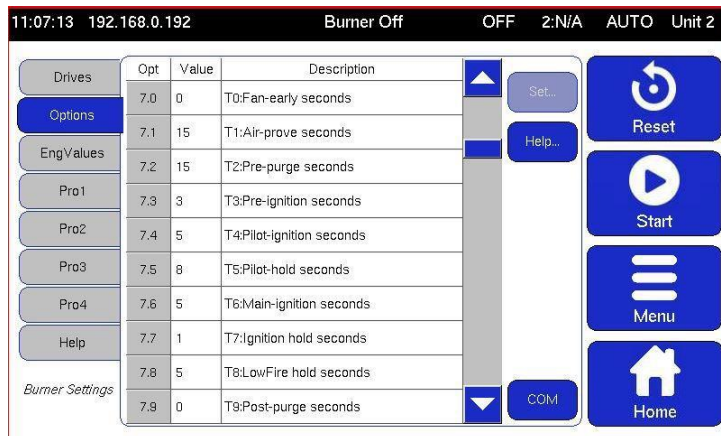 11:07:13 192.168.0.192 Burner Off OFF 2:N/A AUTO Unit 2
Drives
Options
EngValues
Pro1
Pro2
Pro3
Pro4
Help
Burner Settings
Opt Value Description
7.0 0 T0:Fan-early seconds
7.1 15 T1:Air-prove seconds
7.2 15 T2:Pre-purge seconds
7.3 3 T3:Pre-ignition seconds
7.4 5 T4:Pilot-ignition seconds
7.5 8 T5:Pilot-hold seconds
7.6 5 T6:Main-ignition seconds
7.7 1 T7:Ignition hold seconds
7.8 5 T8:LowFire hold seconds
7.9 0 T9:Post-purge seconds
Set...
Help...
COM
Reset
Start
Menu
Home